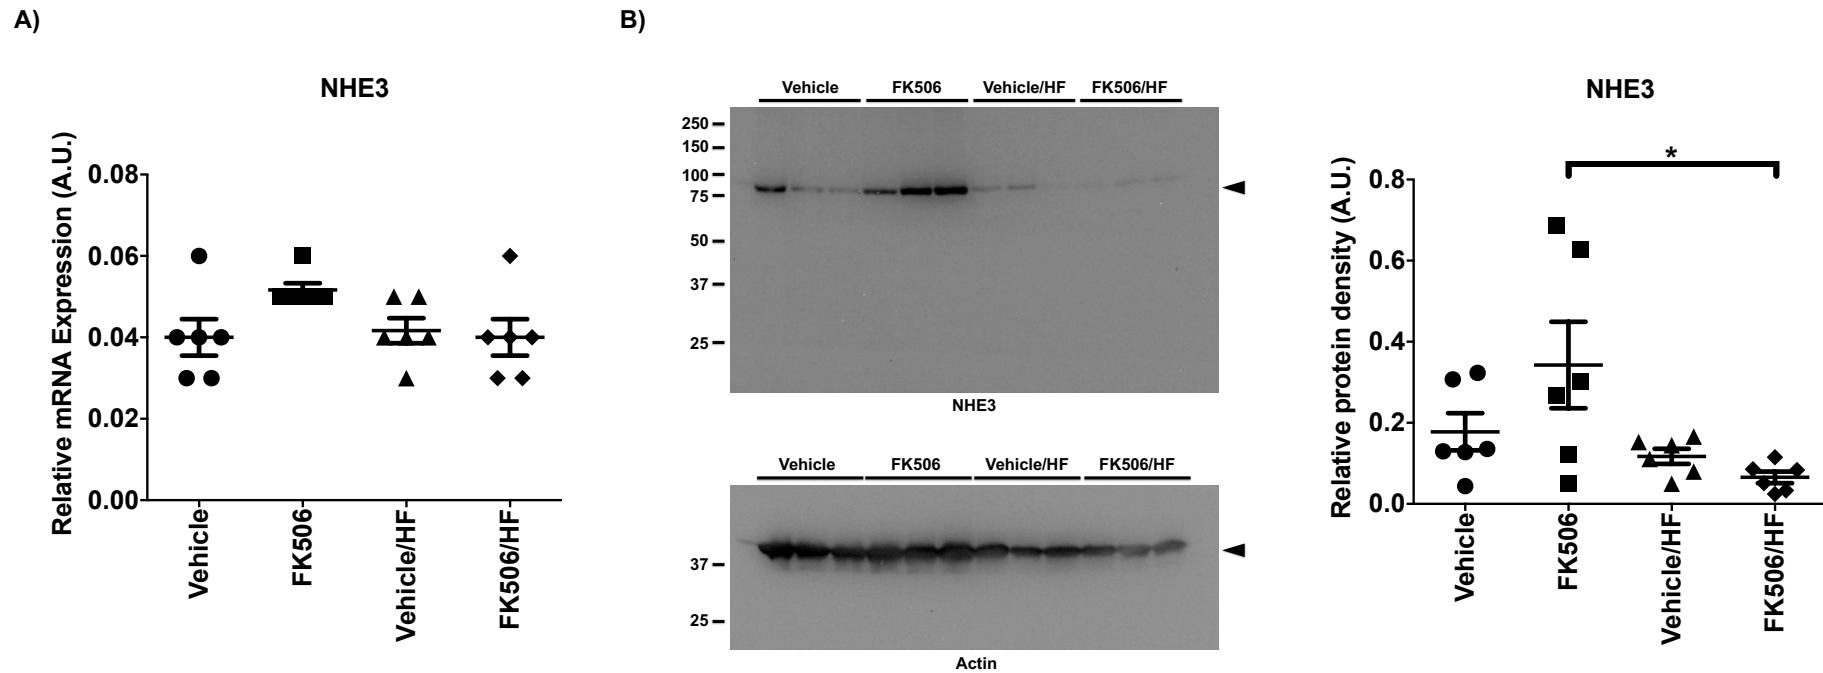 A)
NHE3
Relative mRNA Expression (A.U.)
0.08
0.06
0.04
0.02
0.00
Vehicle
FK506
Vehicle/HF
FK506/HF
B)
Vehicle FK506 Vehicle/HF FK506/HF
250
150
100
75
50
37
25
NHE3
Vehicle FK506 Vehicle/HF FK506/HF
37
25
Actin
NHE3
*
Relative protein density (A.U.)
0.8
0.6
0.4
0.2
0.0
Vehicle
FK506
Vehicle/HF
FK506/HF